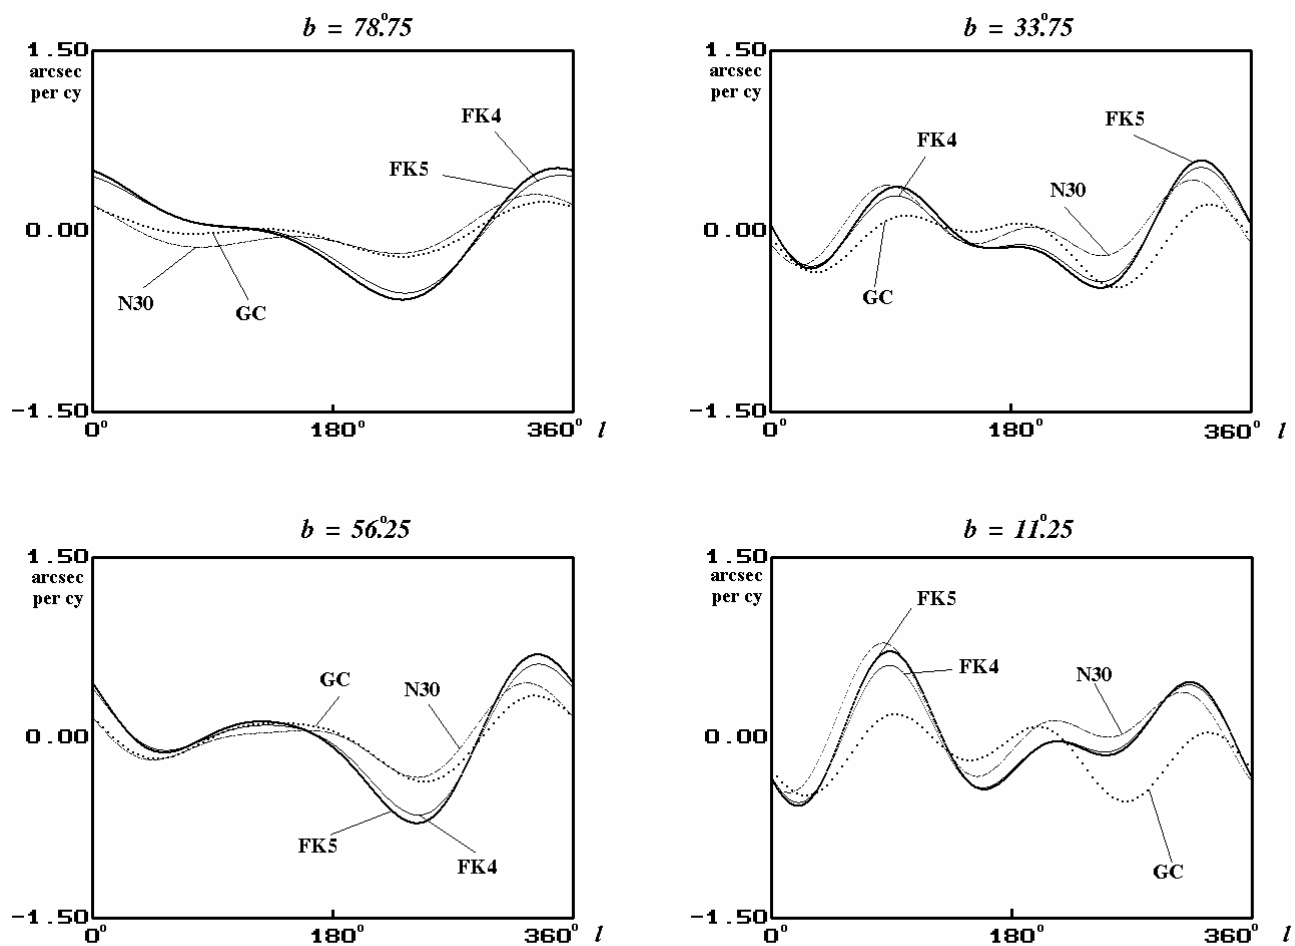 b = 78°.75
1.50
arcsec
per cy
FK4
FK5
0.00
N30
GC
-1.50
0° 180° 360° l
b = 33°.75
1.50
arcsec
per cy
FK5
FK4
N30
0.00
GC
-1.50
0° 180° 360° l
b = 56°.25
1.50
arcsec
per cy
GC
N30
0.00
FK5
FK4
-1.50
0° 180° 360° l
b = 11°.25
1.50
arcsec
per cy
FK5
FK4
N30
0.00
GC
-1.50
0° 180° 360° l